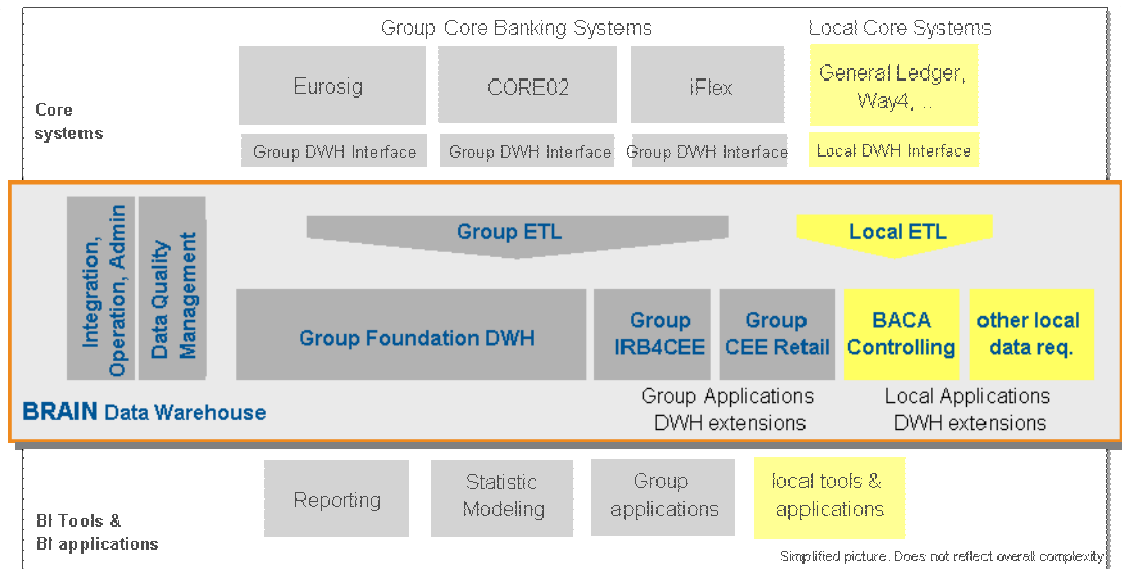 Group Core Banking Systems
Local Core Systems
Core
systems
Eurosig
CORE02
iFlex
General Ledger,
Way4, ..
Group DWH Interface
Group DWH Interface
Group DWH Interface
Local DWH Interface
Integration,
Operation, Admin
Data Quality
Management
Group ETL
Local ETL
Group Foundation DWH
Group
IRB4CEE
Group
CEE Retail
BACA
Controlling
other local
data req.
BRAIN Data Warehouse
Group Applications
DWH extensions
Local Applications
DWH extensions
BI Tools &
BI applications
Reporting
Statistic
Modeling
Group
applications
local tools &
applications
Simplified picture. Does not reflect overall complexity